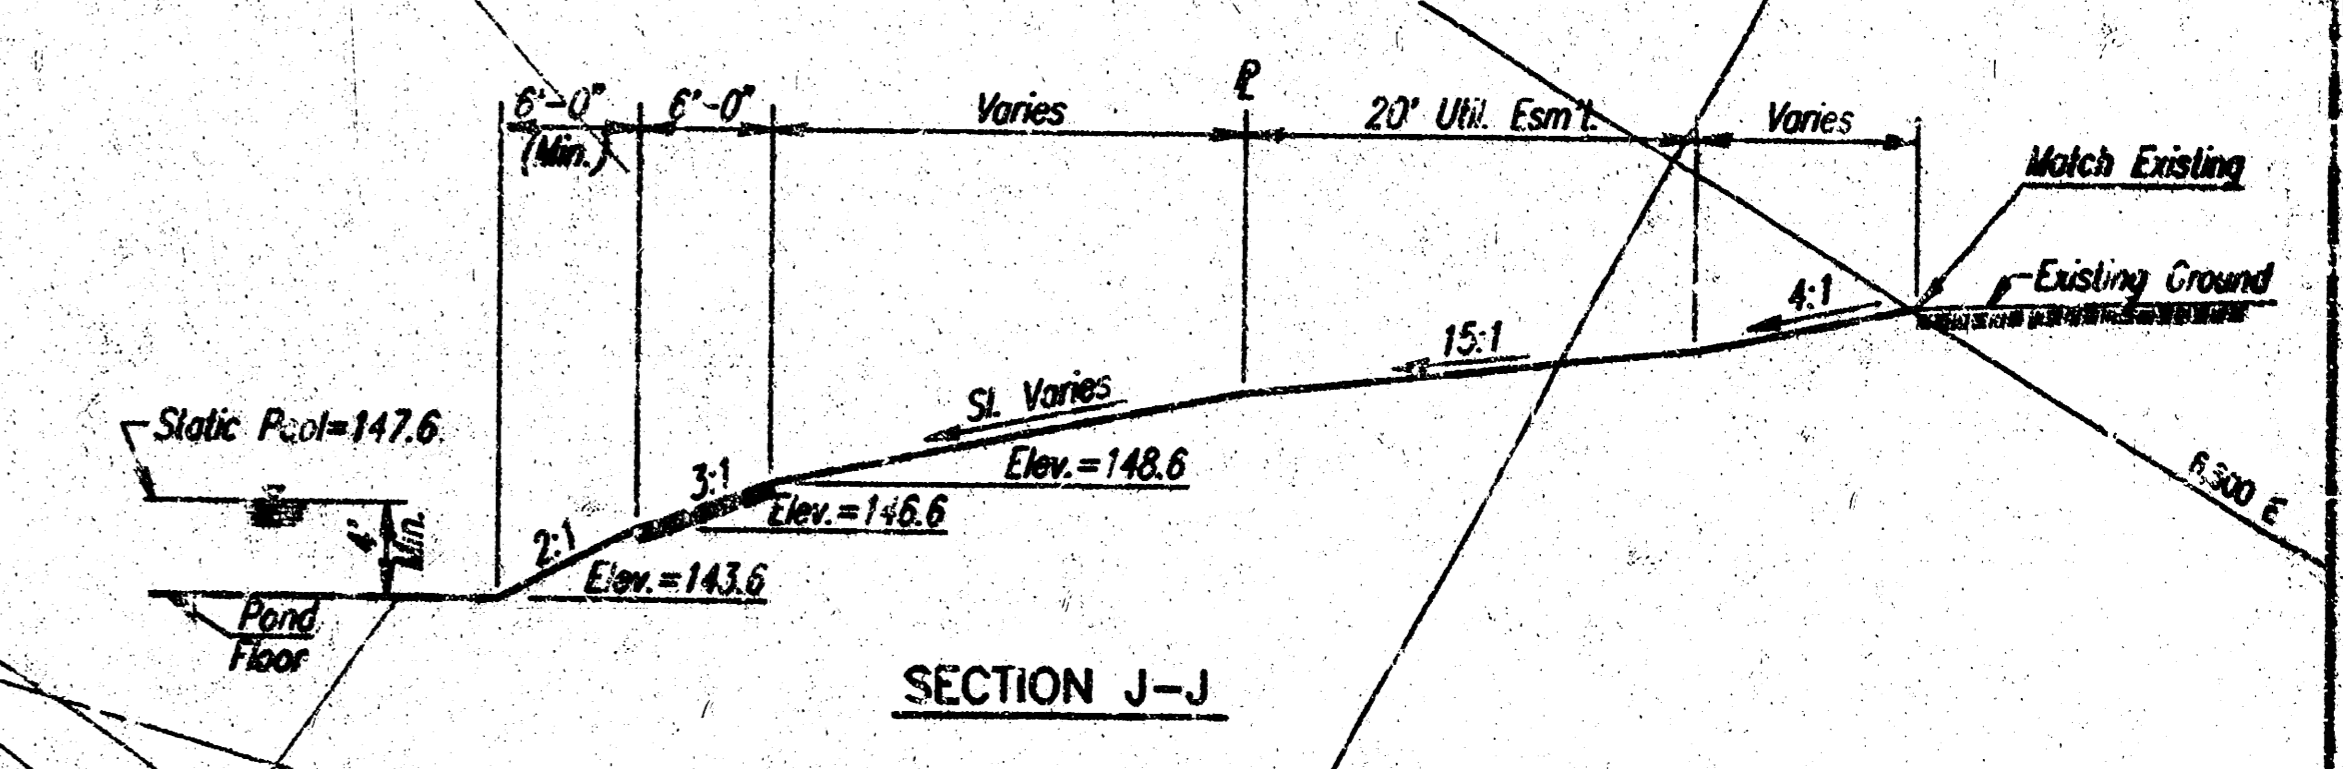 6'-0"
(Min.)
6'-0"
Varies
PL
20' Util. Esm't.
Varies
Match Existing
Existing Ground
4:1
15:1
Sl. Varies
Static Pool=147.6
Elev.=148.6
3:1
Elev.=146.6
4'
Min.
2:1
Elev.=143.6
Pond
Floor
6,300 E
SECTION J-J